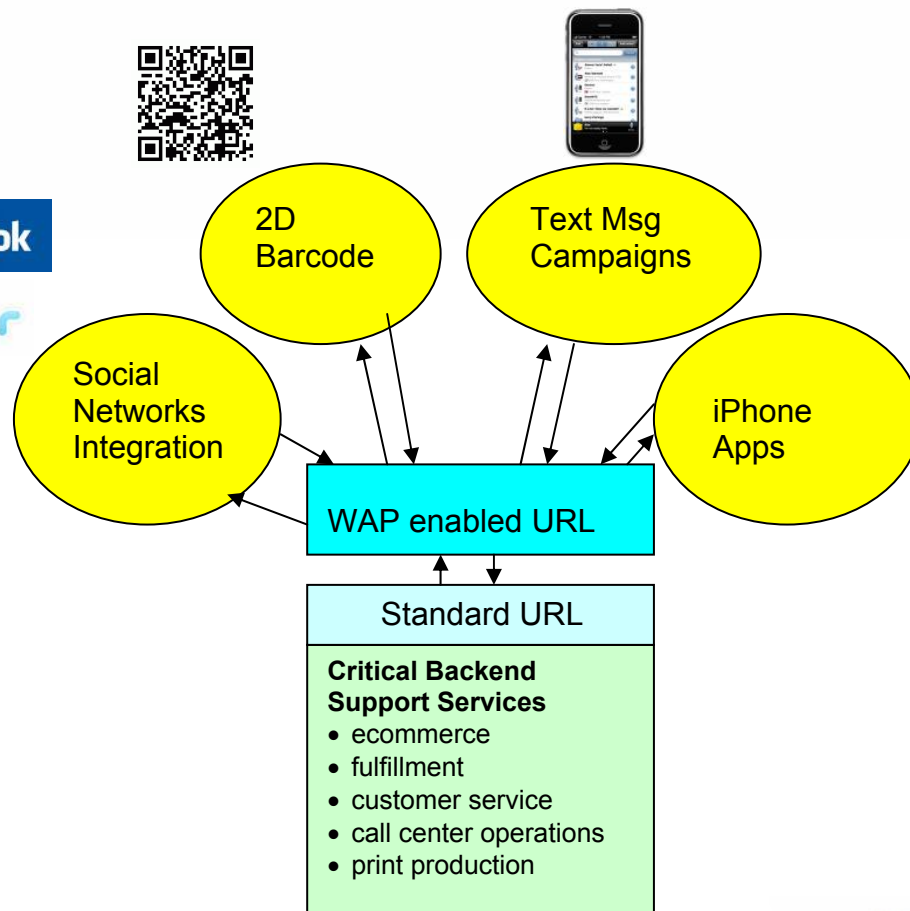 2D
Barcode
Text Msg
Campaigns
ok
Social
Networks
Integration
iPhone
Apps
WAP enabled URL
Standard URL
Critical Backend
Support Services
• ecommerce
• fulfillment
• customer service
• call center operations
• print production